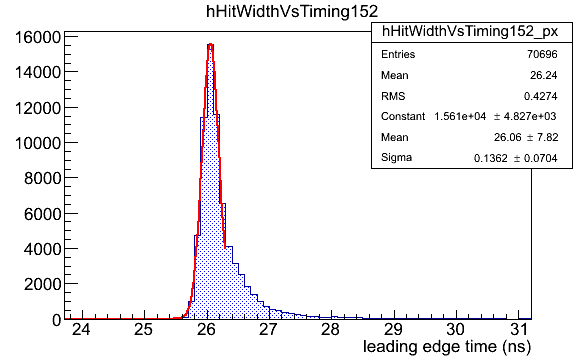 hHitWidthVsTiming152
hHitWidthVsTiming152_px
Entries 70696
Mean 26.24
RMS 0.4274
Constant 1.561e+04 ± 4.827e+03
Mean 26.06 ± 7.82
Sigma 0.1362 ± 0.0704
16000
14000
12000
10000
8000
6000
4000
2000
0
24 25 26 27 28 29 30 31
leading edge time (ns)